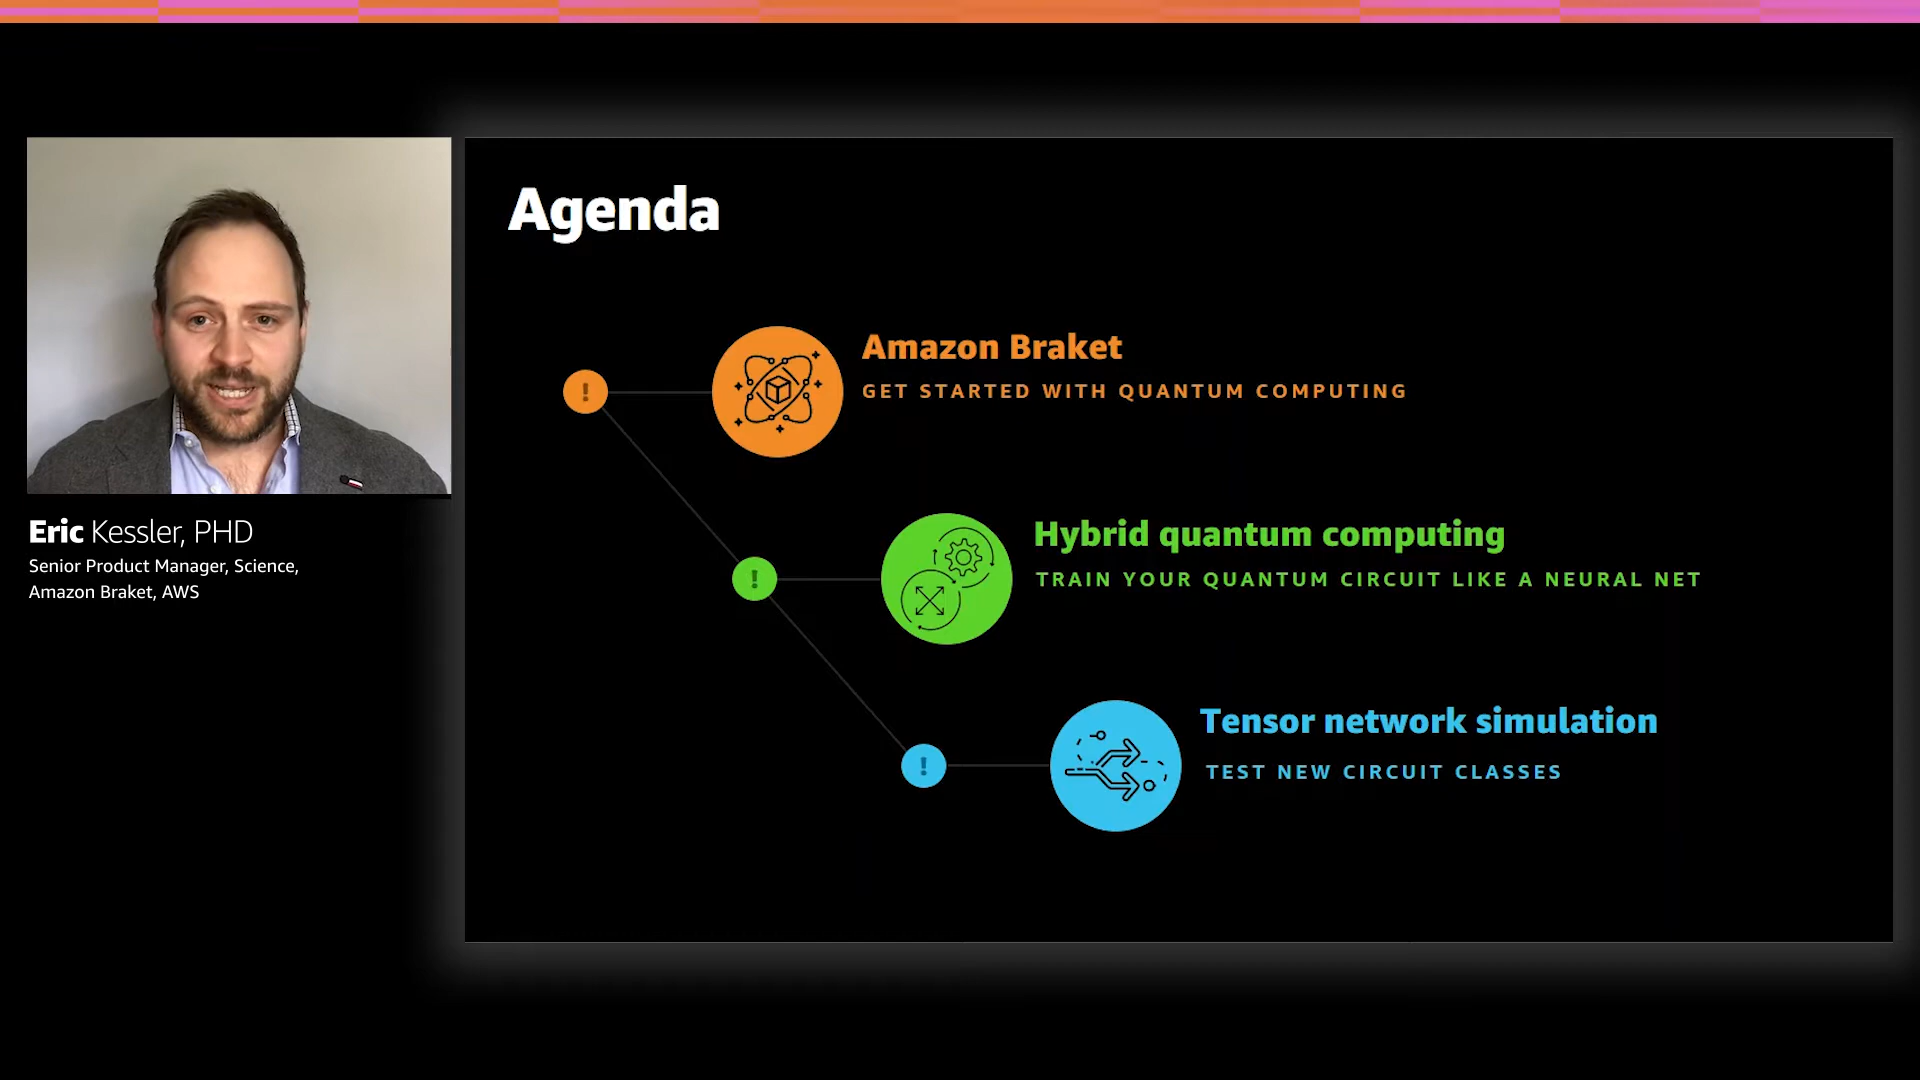 Agenda
Amazon Braket
GET STARTED WITH QUANTUM COMPUTING
!
Hybrid quantum computing
TRAIN YOUR QUANTUM CIRCUIT LIKE A NEURAL NET
!
Tensor network simulation
TEST NEW CIRCUIT CLASSES
!
Eric Kessler, PHD
Senior Product Manager, Science,
Amazon Braket, AWS